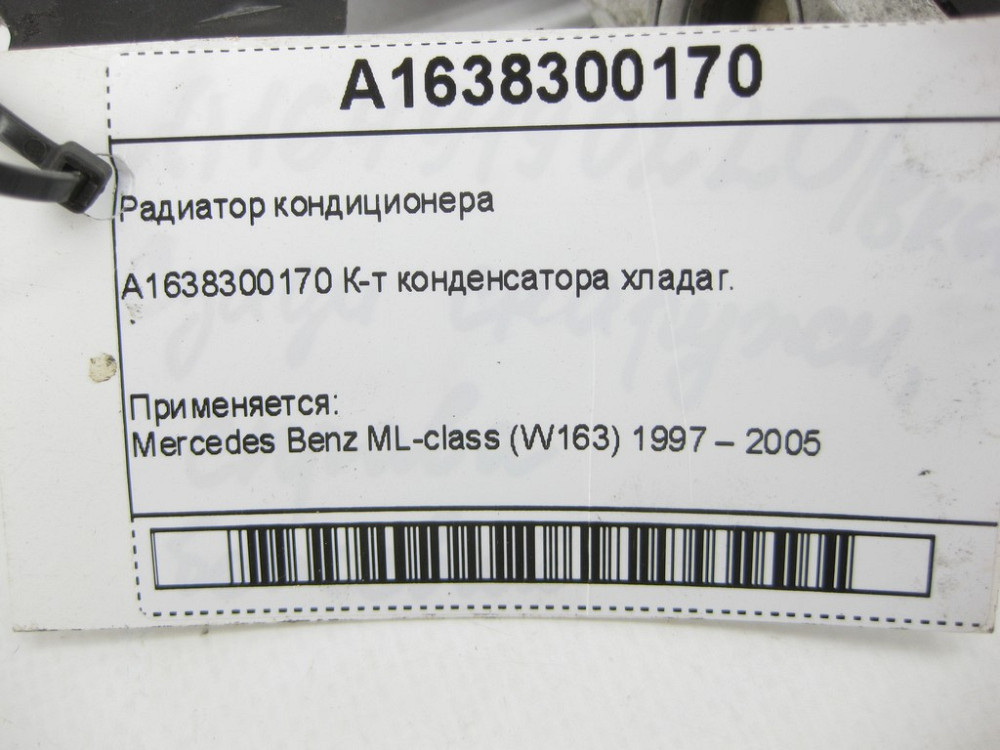 A1638300170
Радиатор кондиционера
A1638300170 К-т конденсатора хладаг.
Применяется:
Mercedes Benz ML-class (W163) 1997 – 2005